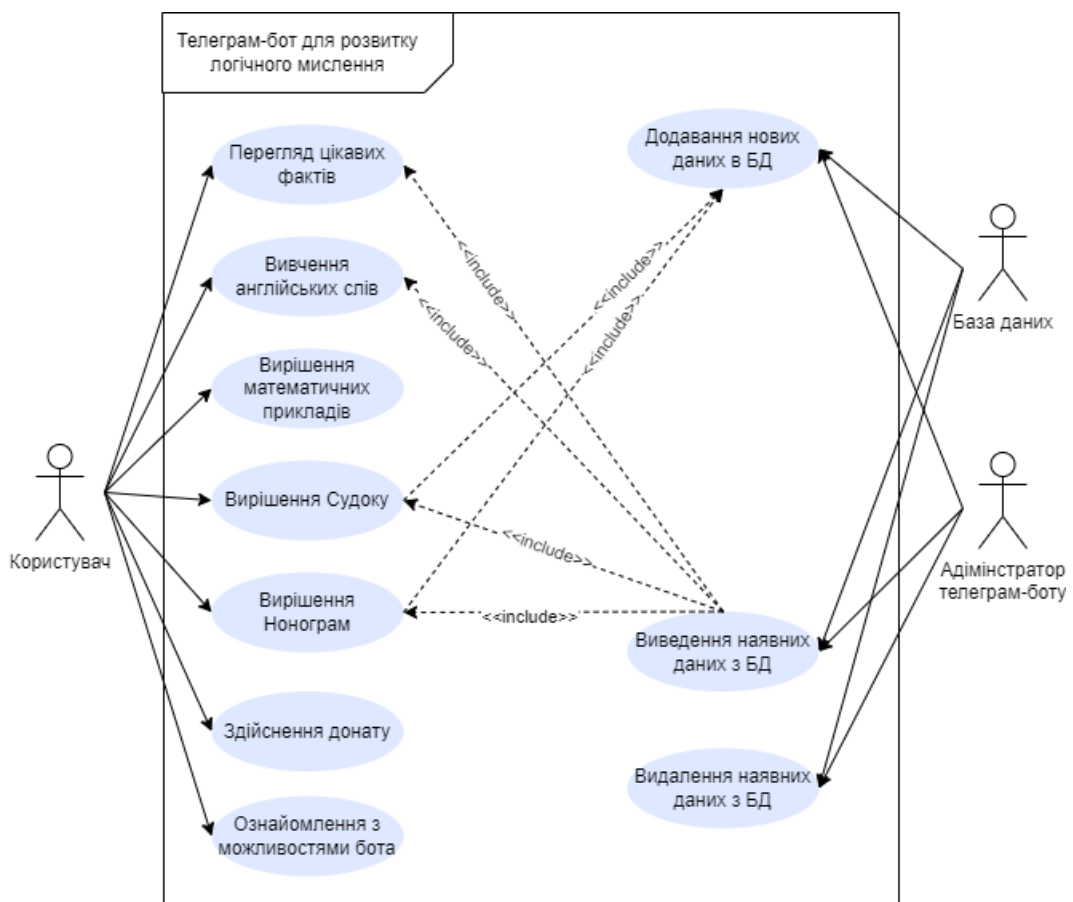 Телеграм-бот для розвитку
логічного мислення
Перегляд цікавих
фактів
Вивчення
англійських слів
Вирішення
математичних
прикладів
Вирішення Судоку
Вирішення
Нонограм
Здійснення донату
Ознайомлення з
можливостями бота
Користувач
<<include>>
<<include>>
<<include>>
<<include>>
<<include>>
<<include>>
Додавання нових
даних в БД
Виведення наявних
даних з БД
Видалення наявних
даних з БД
База даних
Адімінстратор
телеграм-боту